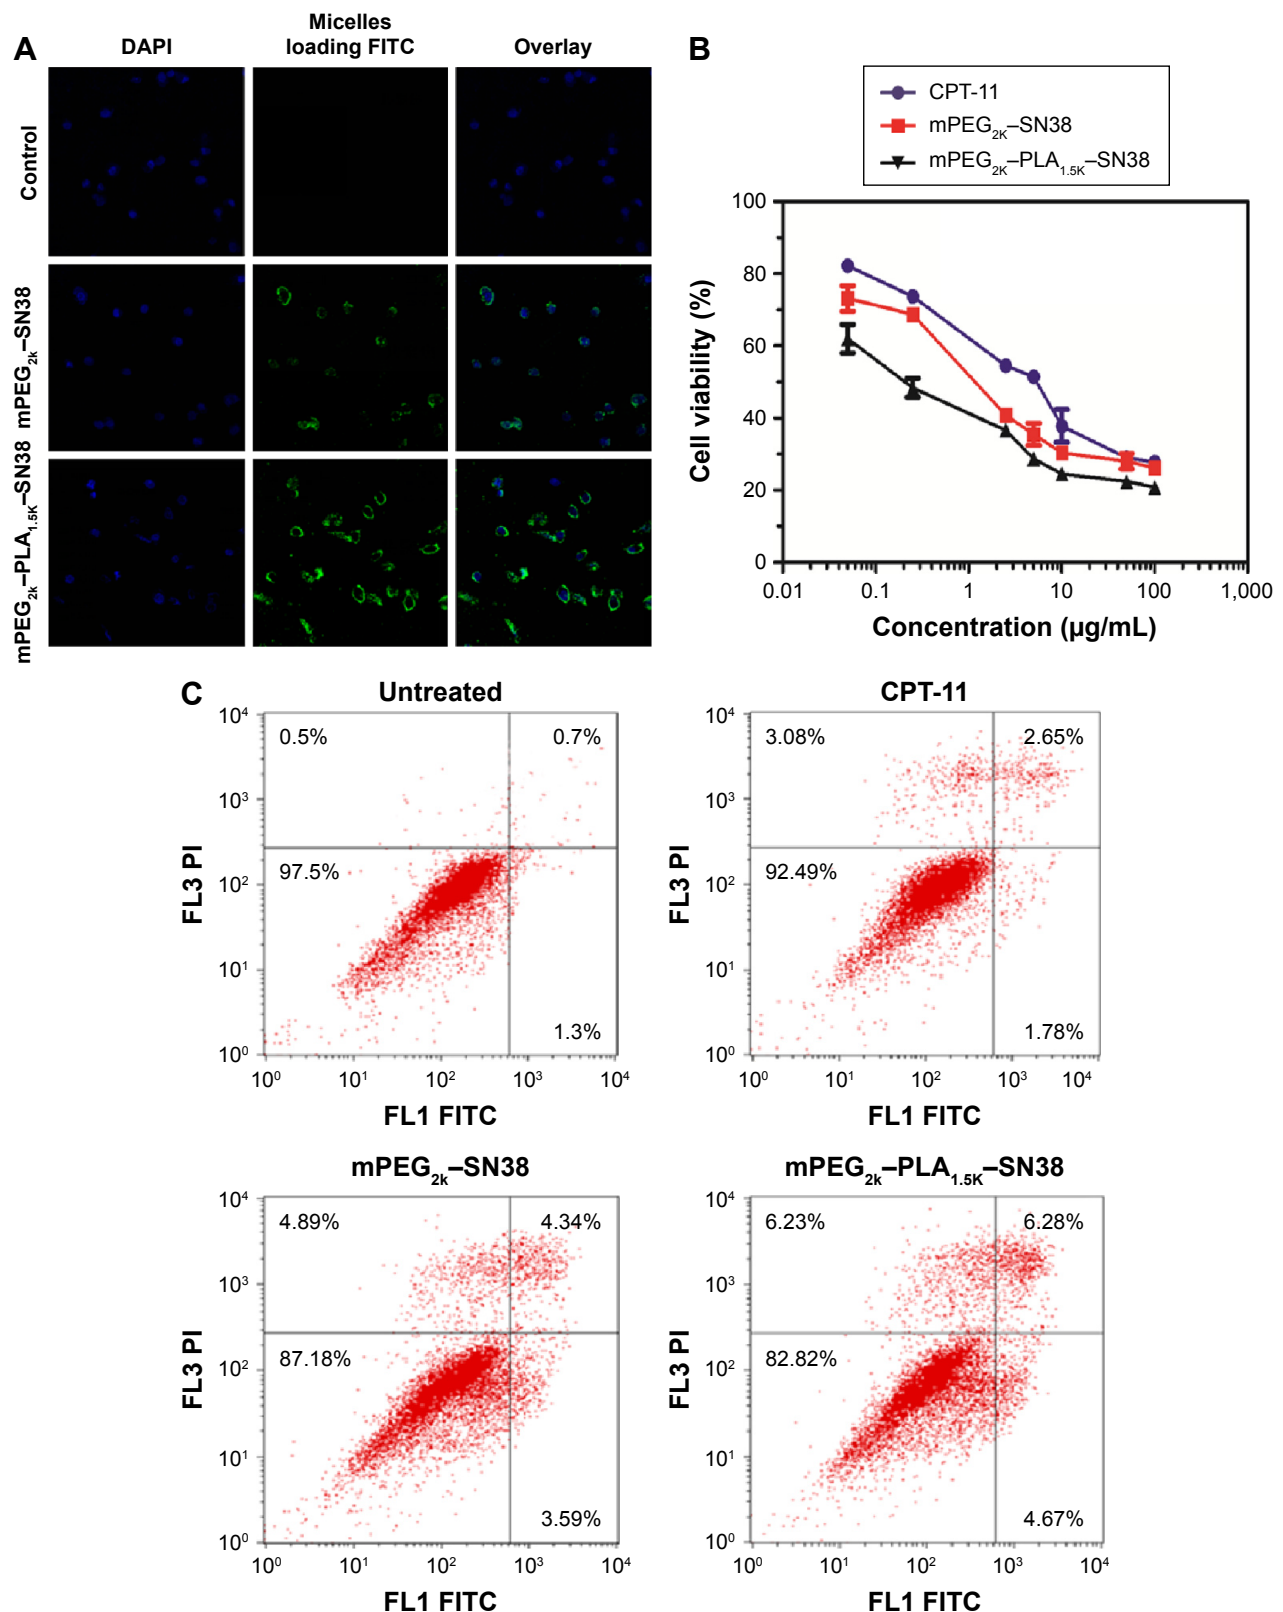 A
DAPI
Micelles
loading FITC
Overlay
Control
mPEG2k–SN38
mPEG2k–PLA1.5K–SN38
B
CPT-11
mPEG2K–SN38
mPEG2K–PLA1.5K–SN38
100
80
60
40
20
0
Cell viability (%)
0.01
0.1
1
10
100
1,000
Concentration (µg/mL)
C
Untreated
10⁴
10³
10²
10¹
10⁰
FL3 PI
0.5%
0.7%
97.5%
1.3%
10⁰
10¹
10²
10³
10⁴
FL1 FITC
CPT-11
10⁴
10³
10²
10¹
10⁰
FL3 PI
3.08%
2.65%
92.49%
1.78%
10⁰
10¹
10²
10³
10⁴
FL1 FITC
mPEG2k–SN38
10⁴
10³
10²
10¹
10⁰
FL3 PI
4.89%
4.34%
87.18%
3.59%
10⁰
10¹
10²
10³
10⁴
FL1 FITC
mPEG2k–PLA1.5K–SN38
10⁴
10³
10²
10¹
10⁰
FL3 PI
6.23%
6.28%
82.82%
4.67%
10⁰
10¹
10²
10³
10⁴
FL1 FITC